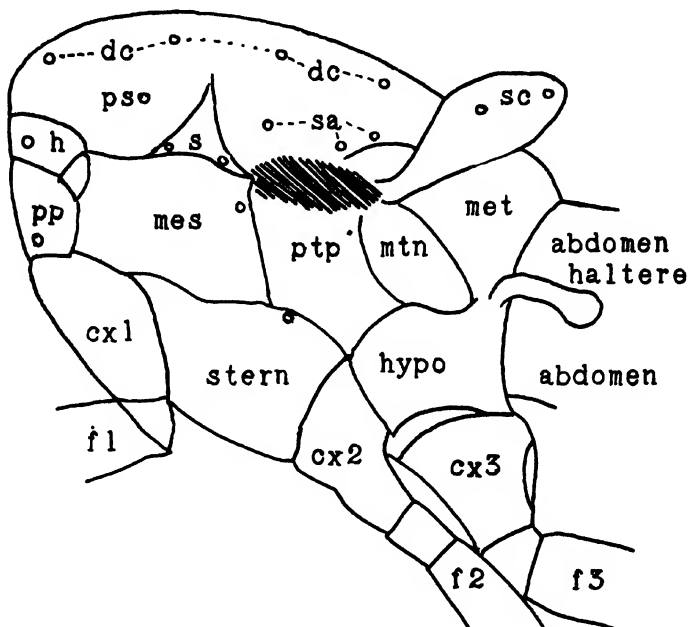 dc
dc
sc
ps
sa
h
s
pp
mes
met
ptp
mtn
abdomen
haltere
cx1
stern
hypo
abdomen
f1
cx2
cx3
f2
f3